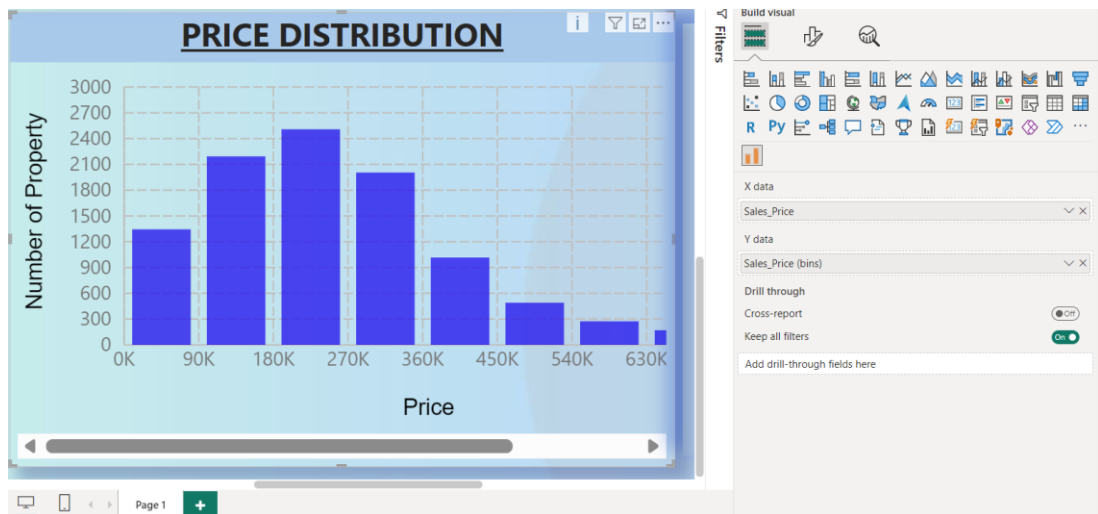 PRICE DISTRIBUTION
Number of Property
3000
2700
2400
2100
1800
1500
1200
900
600
300
0
0K 90K 180K 270K 360K 450K 540K 630K
Price
Page 1
+
Filters
Build visual
123
R Py
X data
Sales_Price
Y data
Sales_Price (bins)
Drill through
Cross-report Off
Keep all filters On
Add drill-through fields here